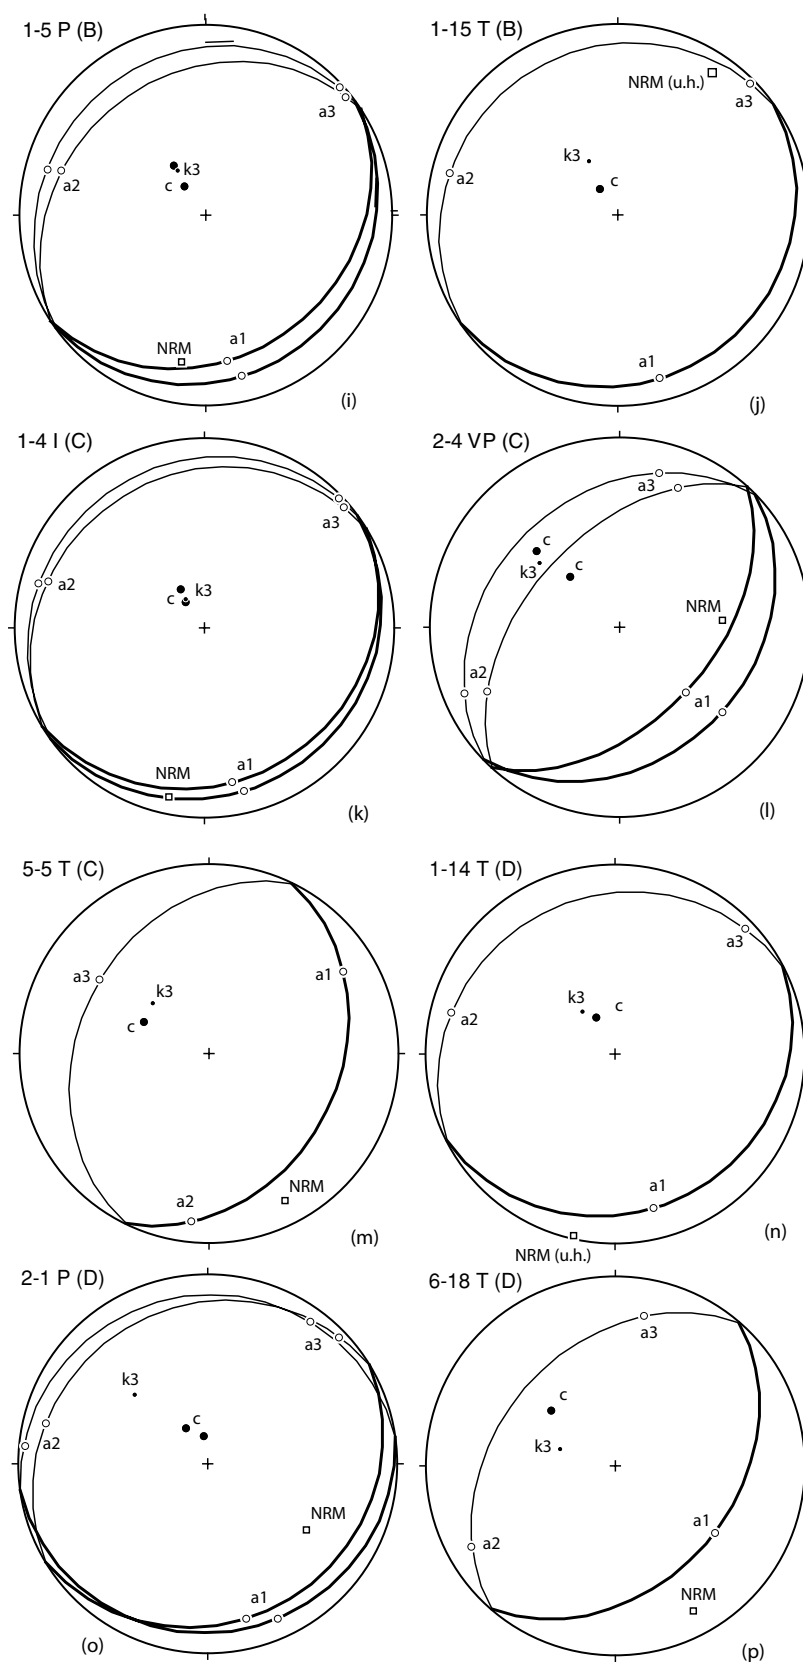 1-5 P (B)
a3
k3
a2
c
NRM
a1
(i)
1-15 T (B)
NRM (u.h.)
a3
k3
a2
c
a1
(j)
1-4 I (C)
a3
a2
k3
c
NRM
a1
(k)
2-4 VP (C)
a3
c
k3
c
NRM
a2
a1
(l)
5-5 T (C)
a3
a1
k3
c
NRM
a2
(m)
1-14 T (D)
a3
k3
c
a2
a1
NRM (u.h.)
(n)
2-1 P (D)
a3
k3
c
a2
NRM
a1
(o)
6-18 T (D)
a3
c
k3
a1
a2
NRM
(p)